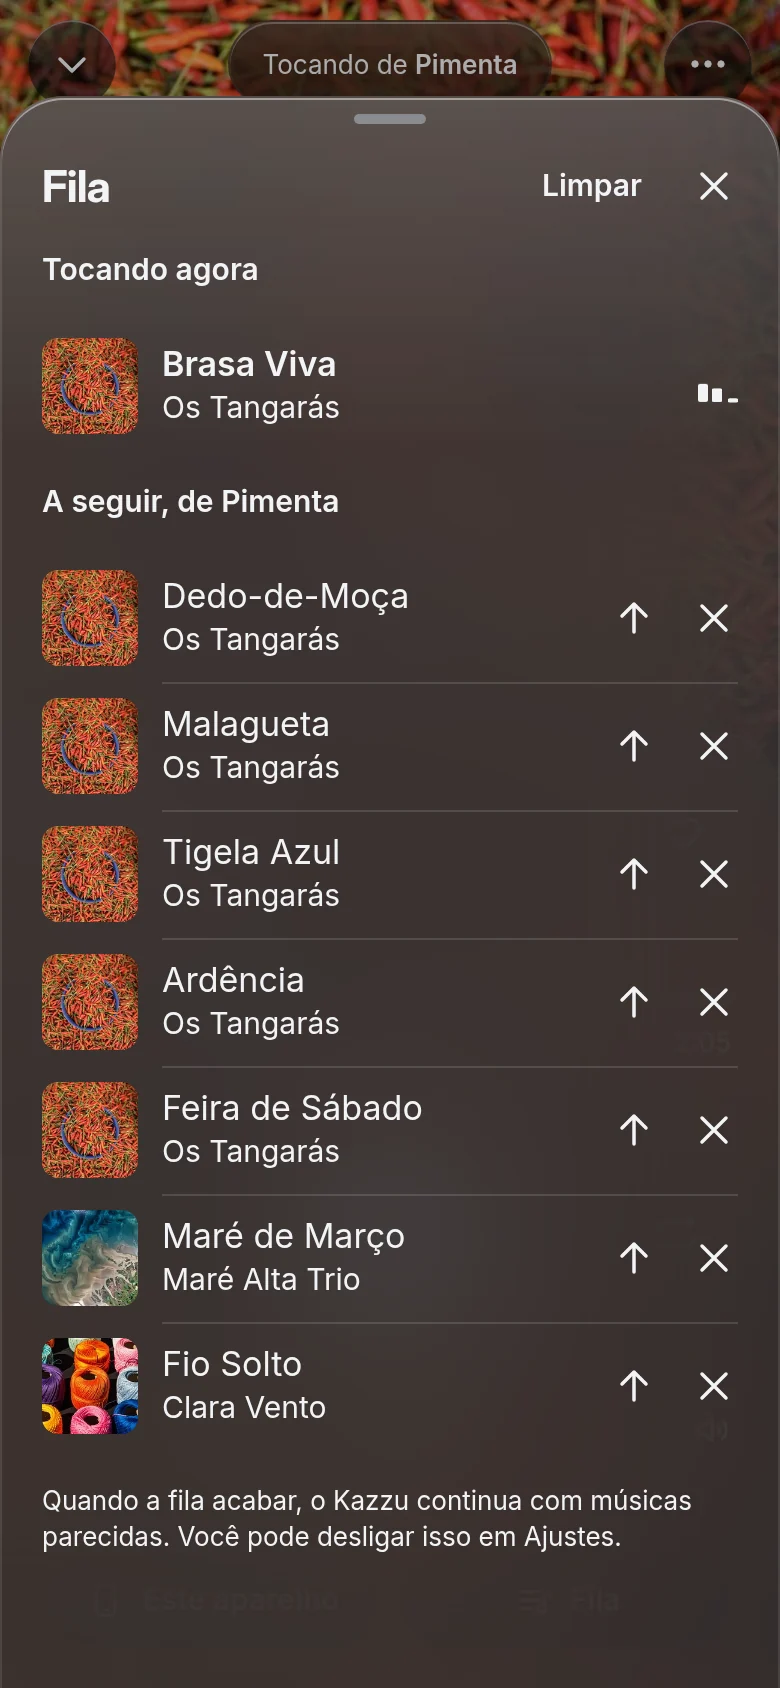 Tocando de Pimenta
Fila
Limpar
Tocando agora
Brasa Viva
Os Tangarás
A seguir, de Pimenta
Dedo-de-Moça
Os Tangarás
Malagueta
Os Tangarás
Tigela Azul
Os Tangarás
Ardência
Os Tangarás
Feira de Sábado
Os Tangarás
Maré de Março
Maré Alta Trio
Fio Solto
Clara Vento
Quando a fila acabar, o Kazzu continua com músicas
parecidas. Você pode desligar isso em Ajustes.
Este aparelho
Fila